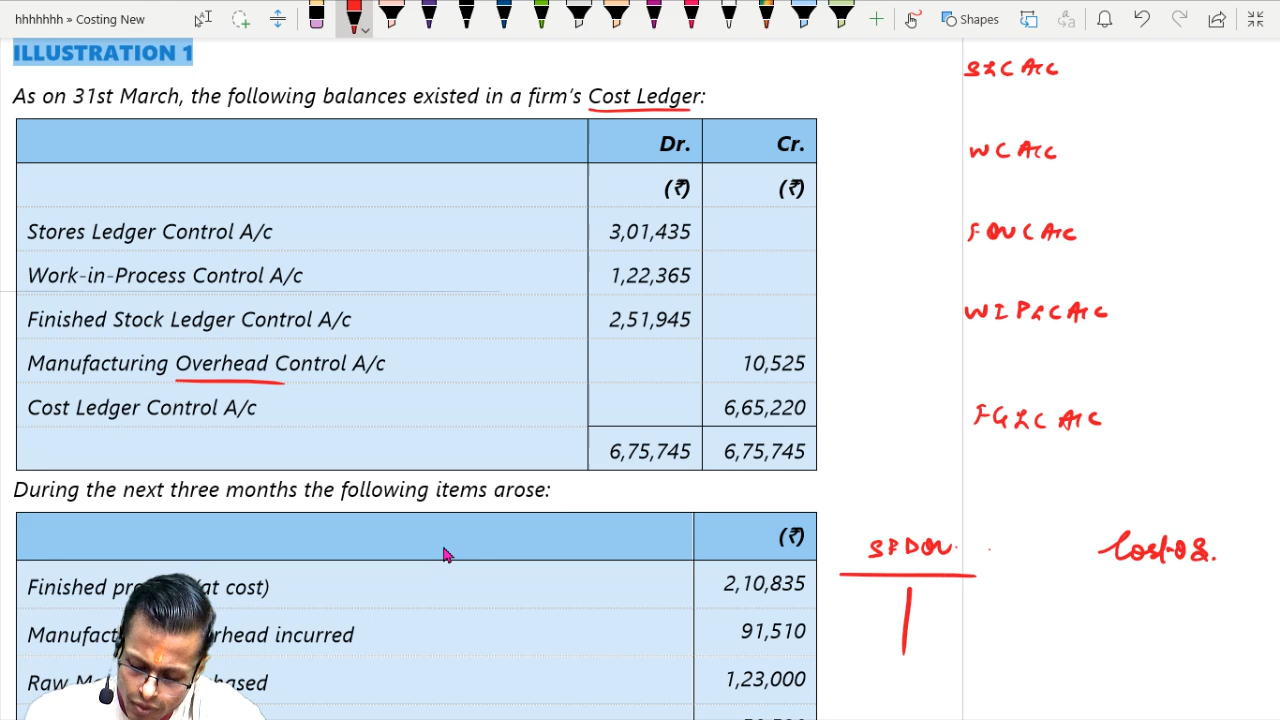 hhhhhhh » Costing New
Shapes
ILLUSTRATION 1
As on 31st March, the following balances existed in a firm's Cost Ledger:
Dr. Cr.
(₹) (₹)
Stores Ledger Control A/c 3,01,435
Work-in-Process Control A/c 1,22,365
Finished Stock Ledger Control A/c 2,51,945
Manufacturing Overhead Control A/c 10,525
Cost Ledger Control A/c 6,65,220
6,75,745 6,75,745
During the next three months the following items arose:
(₹)
(at cost) 2,10,835
incurred 91,510
Raw 1,23,000
SLC A/c
WC A/c
FOVC A/c
WIPLC A/c
FGLC A/c